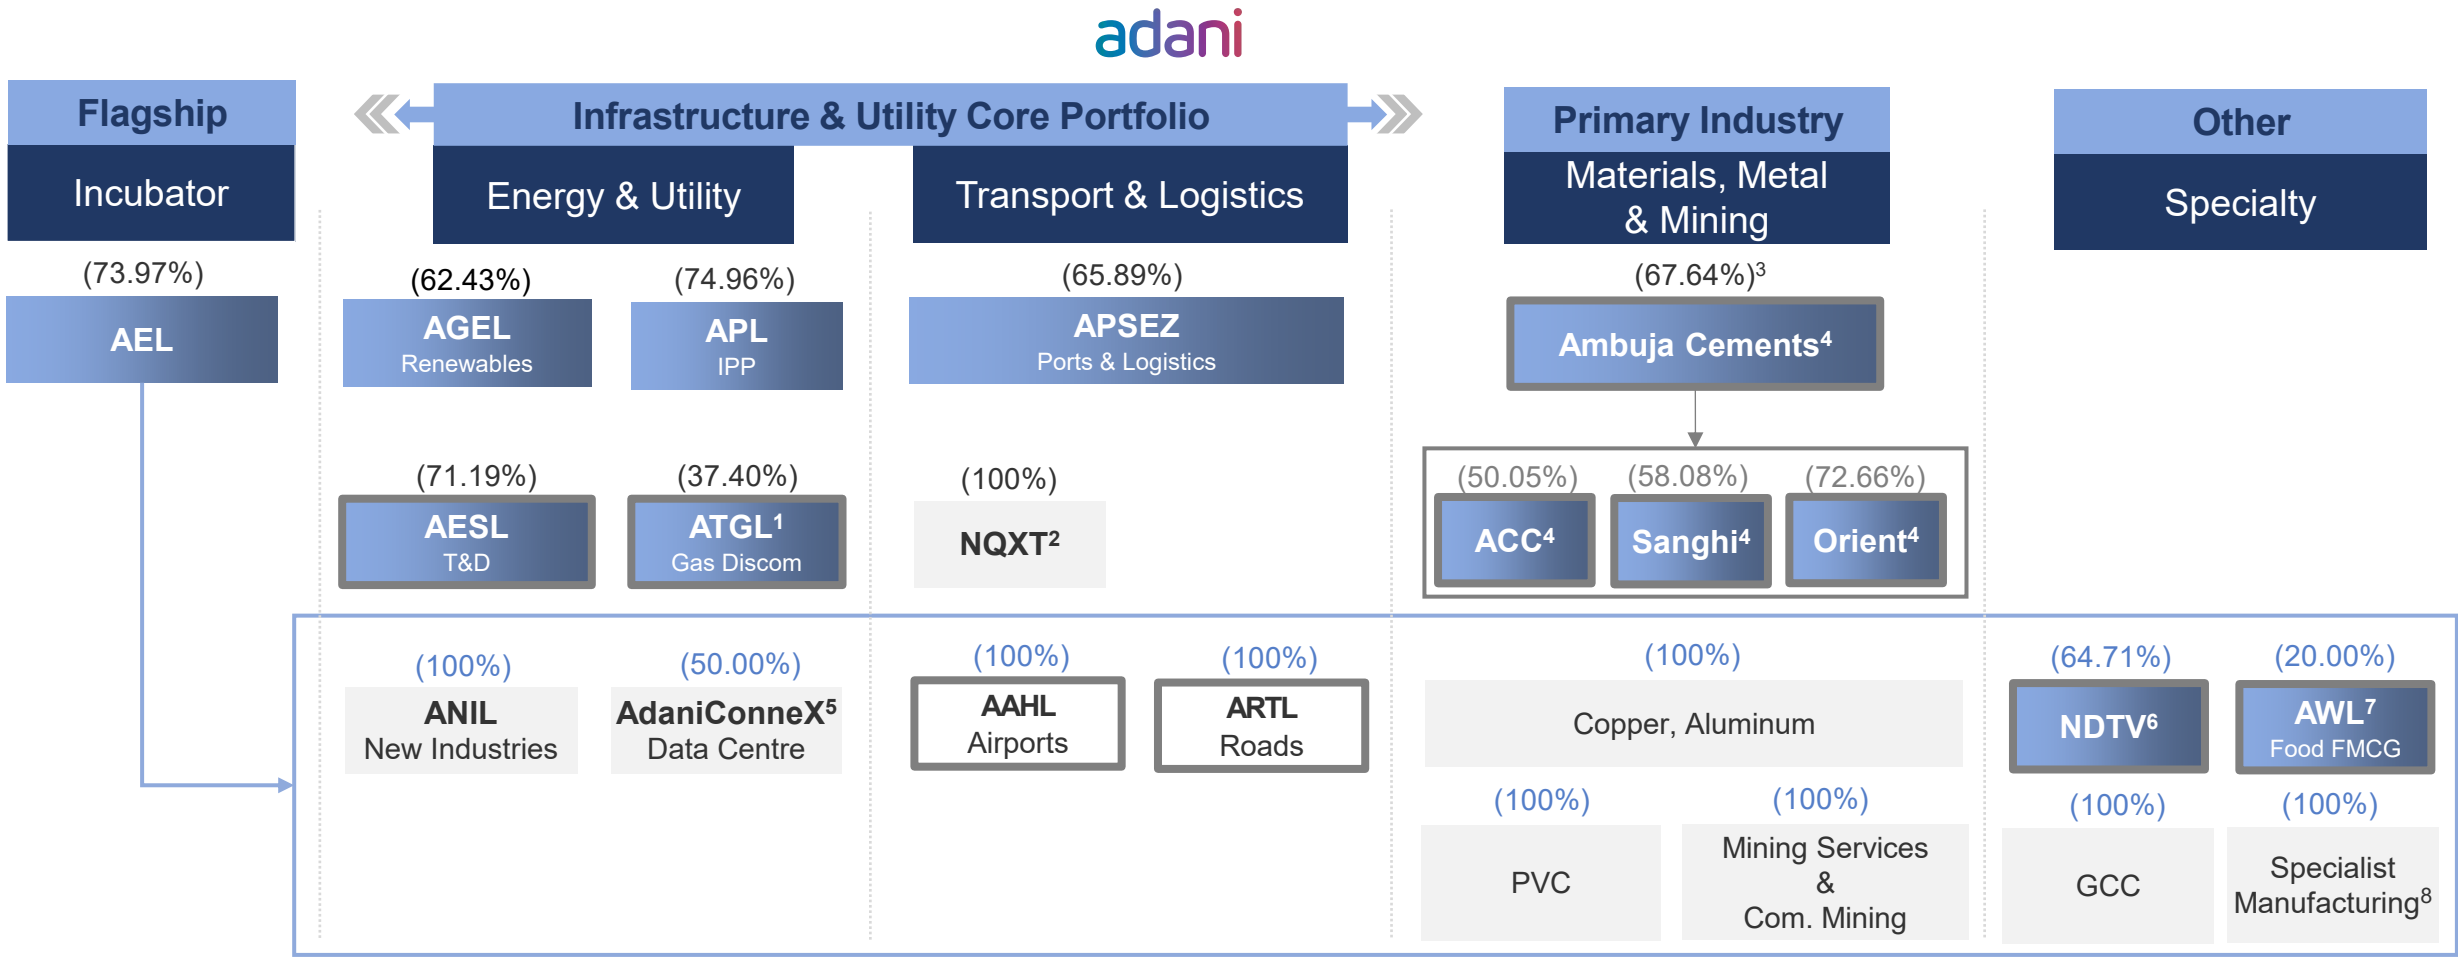 adani
Flagship
Incubator
Infrastructure & Utility Core Portfolio
Energy & Utility
Transport & Logistics
Primary Industry
Materials, Metal
& Mining
Other
Specialty
(73.97%)
AEL
(62.43%)
AGEL
Renewables
(74.96%)
APL
IPP
(65.89%)
APSEZ
Ports & Logistics
(67.64%)³
Ambuja Cements⁴
(71.19%)
AESL
T&D
(37.40%)
ATGL¹
Gas Discom
(100%)
NQXT²
(50.05%)
ACC⁴
(58.08%)
Sanghi⁴
(72.66%)
Orient⁴
(100%)
ANIL
New Industries
(50.00%)
AdaniConneX⁵
Data Centre
(100%)
AAHL
Airports
(100%)
ARTL
Roads
(100%)
Copper, Aluminum
(64.71%)
NDTV⁶
(20.00%)
AWL⁷
Food FMCG
(100%)
PVC
(100%)
Mining Services
&
Com. Mining
(100%)
GCC
(100%)
Specialist
Manufacturing⁸